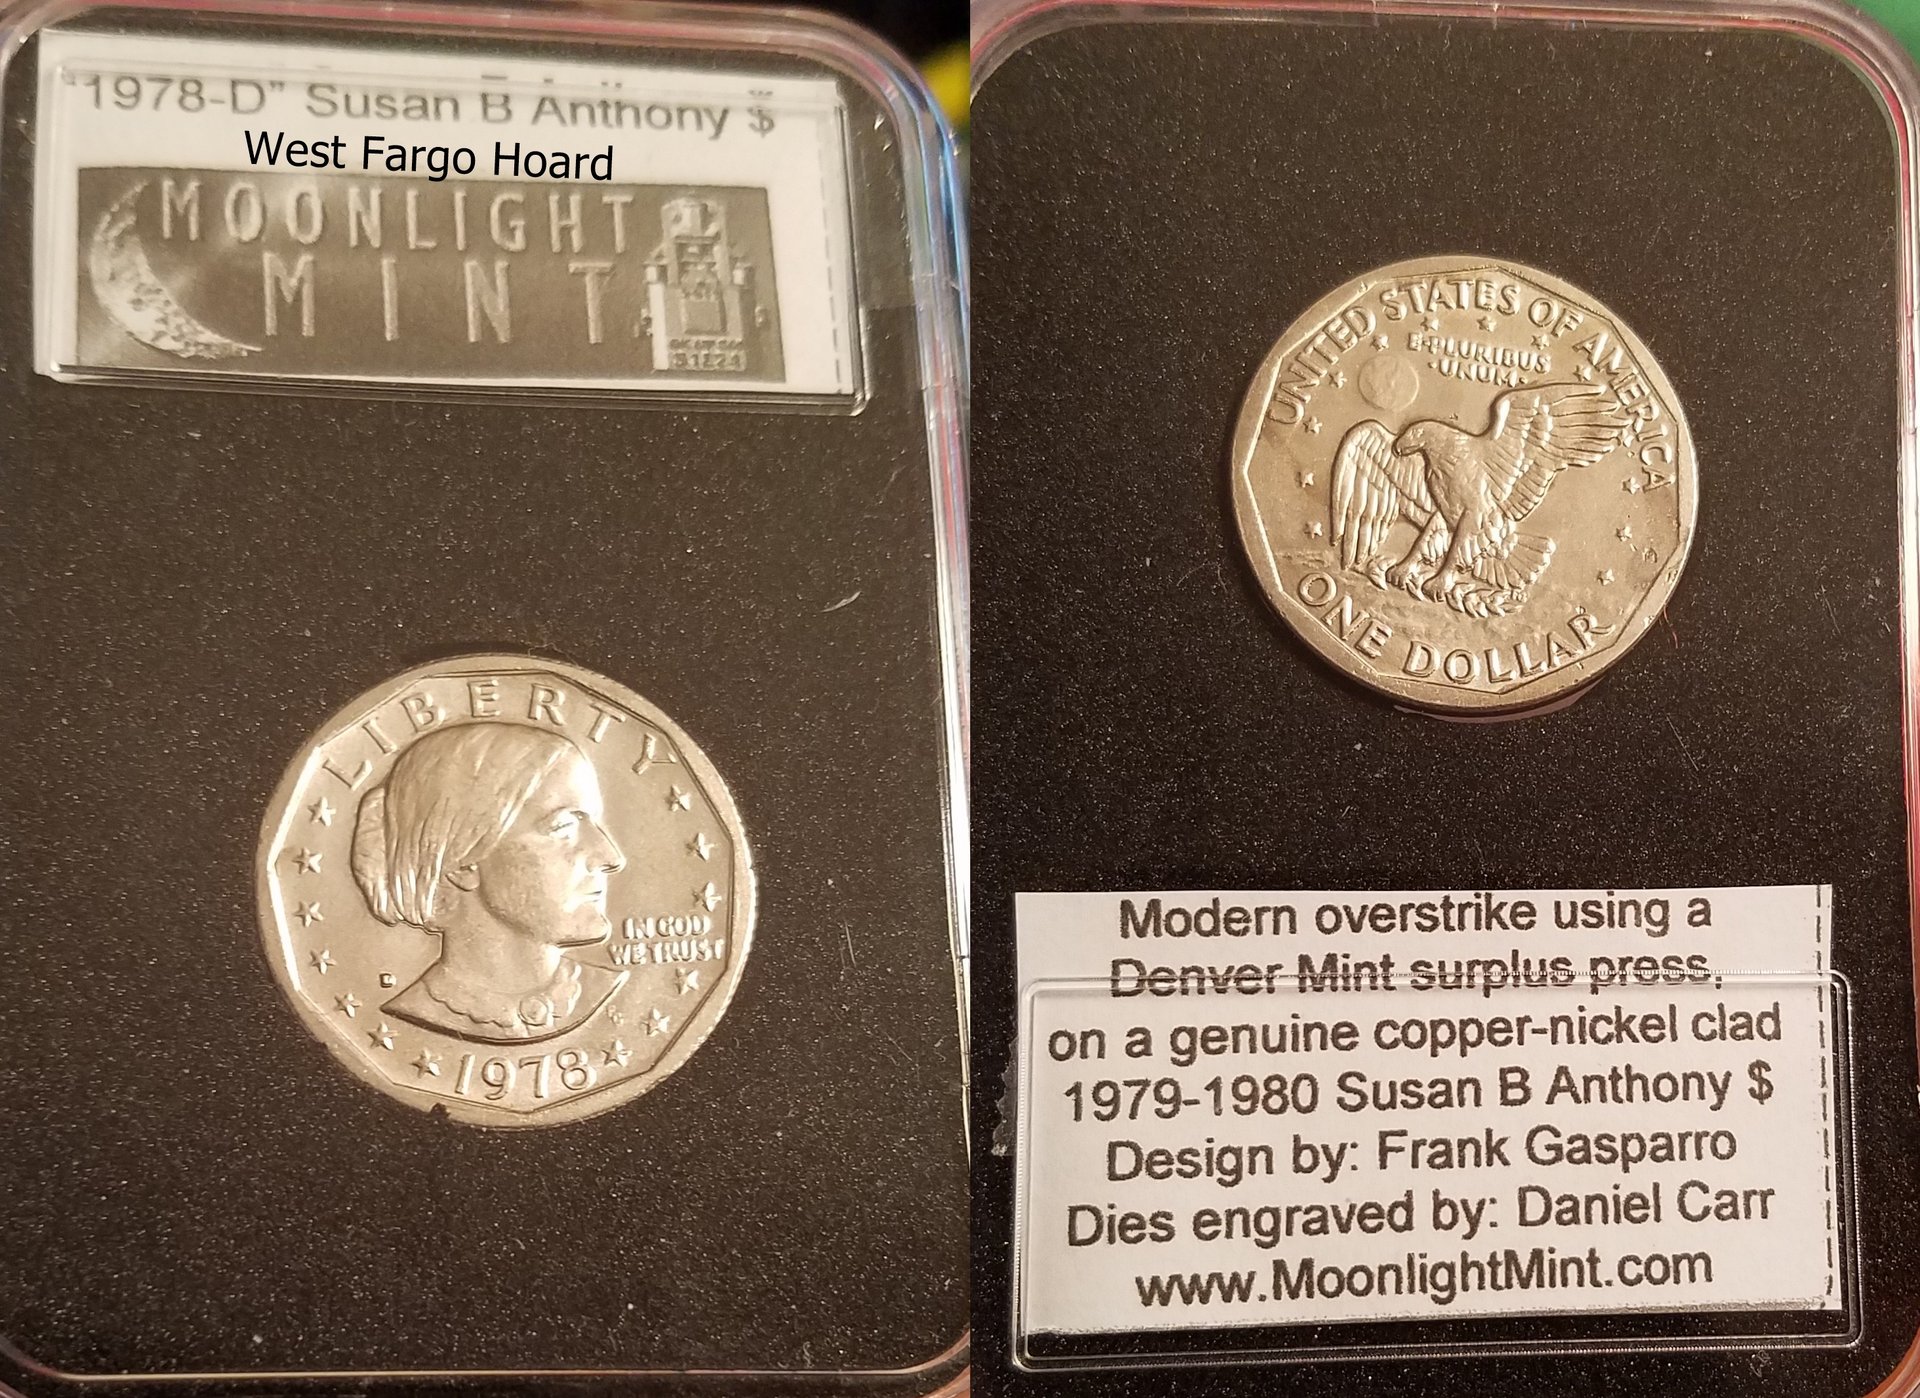 "1978-D" Susan B Anthony $
West Fargo Hoard
MOONLIGHT
MINT
LIBERTY
IN GOD
WE TRUST
D
1978
UNITED STATES OF AMERICA
E·PLURIBUS
·UNUM·
ONE DOLLAR
Modern overstrike using a
Denver Mint surplus press,
on a genuine copper-nickel clad
1979-1980 Susan B Anthony $
Design by: Frank Gasparro
Dies engraved by: Daniel Carr
www.MoonlightMint.com